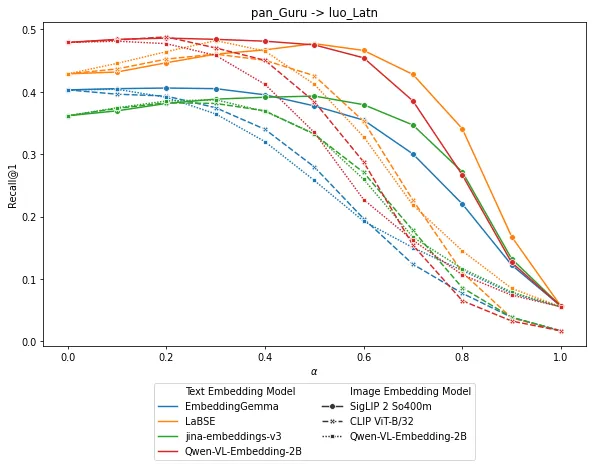 pan_Guru -> luo_Latn
Recall@1
0.5
0.4
0.3
0.2
0.1
0.0
0.0 0.2 0.4 0.6 0.8 1.0
α
Text Embedding Model
EmbeddingGemma
LaBSE
jina-embeddings-v3
Qwen-VL-Embedding-2B
Image Embedding Model
SigLIP 2 So400m
CLIP ViT-B/32
Qwen-VL-Embedding-2B